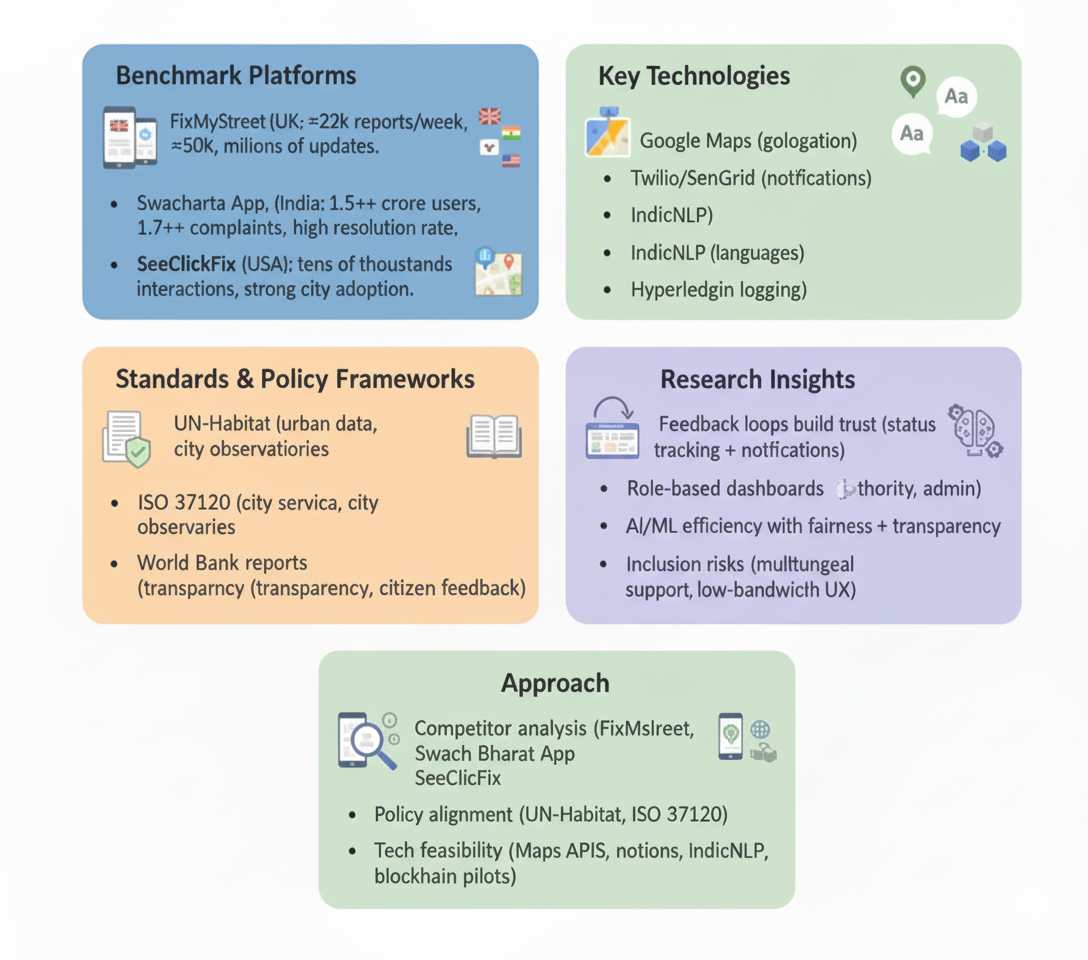 Benchmark Platforms
FixMyStreet (UK: ≈22k reports/week,
≈50K, milions of updates.
• Swacharta App, (India: 1.5++ crore users,
1.7++ complaints, high resolution rate,
• SeeClickFix (USA); tens of thoustands
interactions, strong city adoption.
Key Technologies
Aa
Aa
Google Maps (gologation)
• Twilio/SenGrid (notfications)
• IndicNLP)
• IndicNLP (languages)
• Hyperledgin logging)
Standards & Policy Frameworks
UN-Habitat (urban data,
city observatiories
• ISO 37120 (city servica, city
observaries
• World Bank reports
(transparncy (transparency, citizen feedback)
Research Insights
Feedback loops build trust (status
tracking + notfications)
• Role-based dashboards thority, admin)
• AI/ML efficiency with fairness + transparency
• Inclusion risks (multtungeal
support, low-bandwicth UX)
Approach
Competitor analysis (FixMslreet,
Swach Bharat App
SeeClicFix
• Policy alignment (UN-Habitat, ISO 37120)
• Tech feasibility (Maps APIS, notions, IndicNLP,
blockhain pilots)